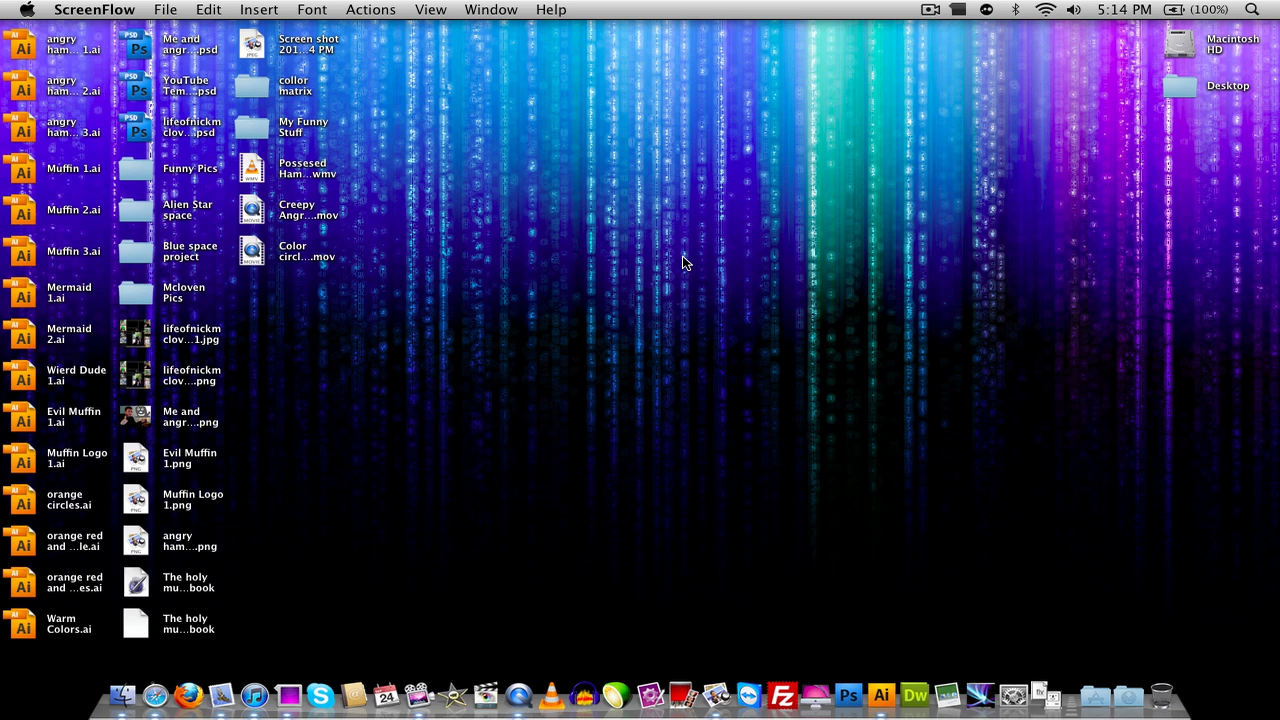 ScreenFlow File Edit Insert Font Actions View Window Help 5:14 PM (100%)
angry
ham... 1.ai
angry
ham... 2.ai
angry
ham... 3.ai
Muffin 1.ai
Muffin 2.ai
Muffin 3.ai
Mermaid
1.ai
Mermaid
2.ai
Wierd Dude
1.ai
Evil Muffin
1.ai
Muffin Logo
1.ai
orange
circles.ai
orange red
and ...le.ai
orange red
and ...es.ai
Warm
Colors.ai
Me and
angr....psd
YouTube
Tem...psd
lifeofnickm
clov...psd
Funny Pics
Alien Star
space
Blue space
project
Mcloven
Pics
lifeofnickm
clov...1.jpg
lifeofnickm
clov...png
Me and
angr....png
Evil Muffin
1.png
Muffin Logo
1.png
angry
ham....png
The holy
mu...book
The holy
mu...book
Screen shot
201...4 PM
collor
matrix
My Funny
Stuff
Possesed
Ham...wmv
Creepy
Angr....mov
Color
circl....mov
Macintosh
HD
Desktop
24
Fz
Ps
Ai
Dw